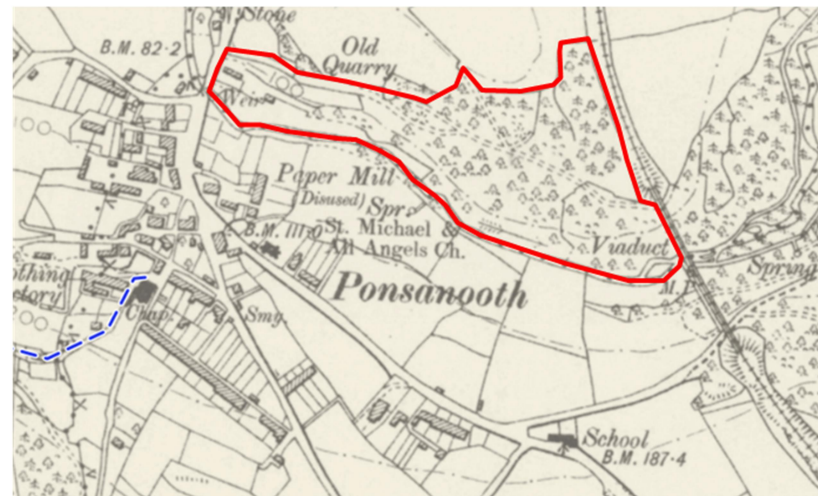 Stone
B.M. 82·2
Old
Quarry
Weir
Paper Mill
(Disused)
Spr.
B.M. 111·0
St. Michael &
All Angels Ch.
Viaduct
Spring
M.P.
othing
ctory
Ponsanooth
Chap.
Smy.
School
B.M. 187·4